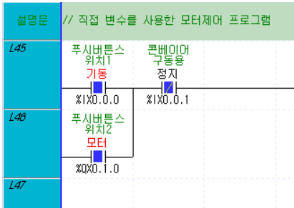 설명문 // 직접 변수를 사용한 모터제어 프로그램
L45
푸시버튼스 콘베이어
위치1 구동용
기동 정지
%IX0.0.0 %IX0.0.1
L46
푸시버튼스
위치2
모터
%QX0.1.0
L47